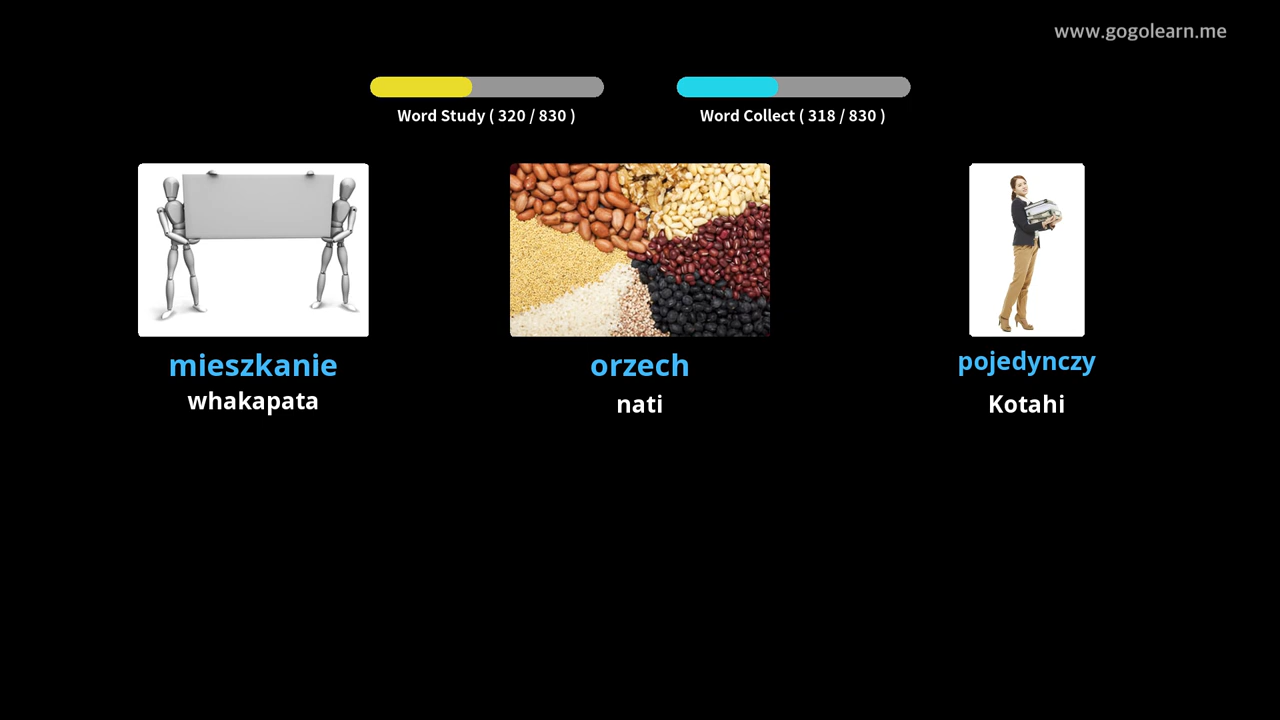 www.gogolearn.me
Word Study ( 320 / 830 )
Word Collect ( 318 / 830 )
mieszkanie
whakapata
orzech
nati
pojedynczy
Kotahi